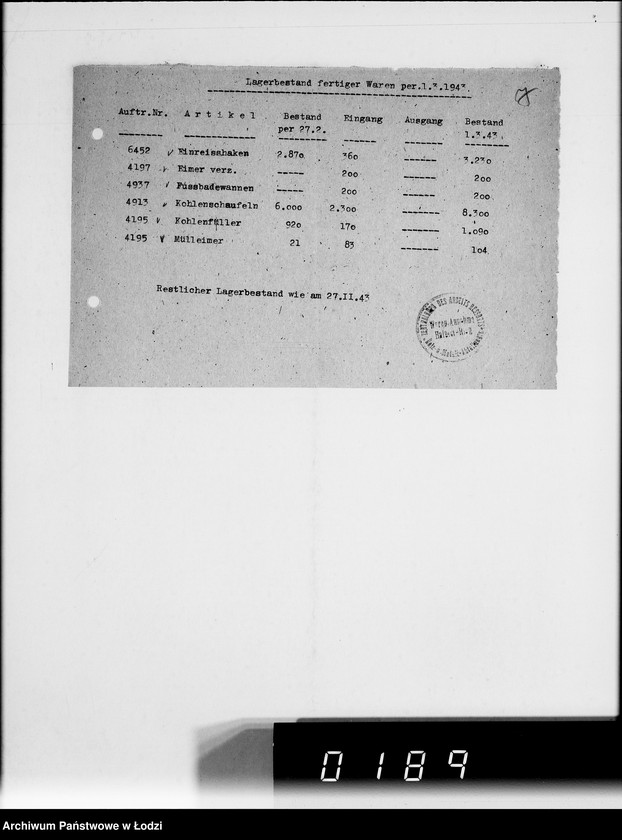 Lagerbestand fertiger Waren per.1.3.1943.
Auftr.Nr. Artikel Bestand per 27.2. Eingang Ausgang Bestand 1.3.43.
6452 Einreisshaken 2.870 360 ----- 3.230
4197 Eimer verz. ----- 200 ----- 200
4937 Fussbadewannen ----- 200 ----- 200
4913 Kohlenschaufeln 6.000 2.300 ------- 8.300
4195 Kohlenfüller 920 170 ------- 1.090
4195 Mülleimer 21 83 ------- 104
Restlicher Lagerbestand wie am 27.II.43
0189
Archiwum Państwowe w Łodzi